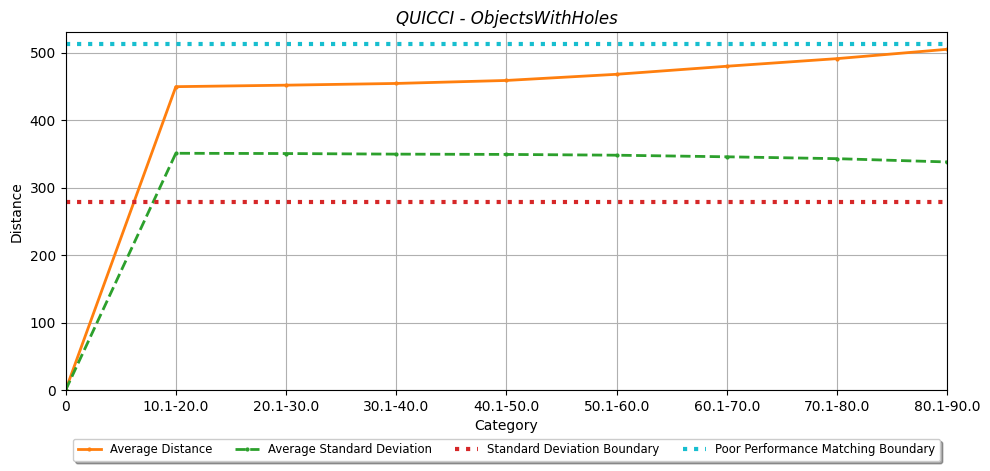 QUICCI - ObjectsWithHoles
500
400
300
200
100
0
Distance
0 10.1-20.0 20.1-30.0 30.1-40.0 40.1-50.0 50.1-60.0 60.1-70.0 70.1-80.0 80.1-90.0
Category
Average Distance Average Standard Deviation Standard Deviation Boundary Poor Performance Matching Boundary